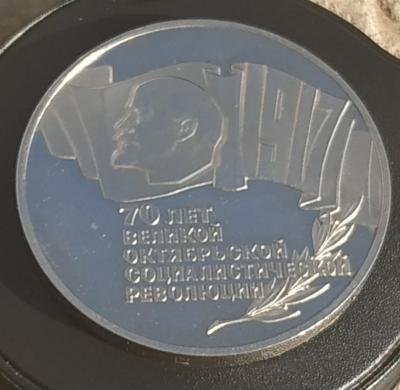 1917
70 ЛЕТ
ВЕЛИКОЙ
ОКТЯБРЬСКОЙ
СОЦИАЛИСТИЧЕСКОЙ
РЕВОЛЮЦИИ